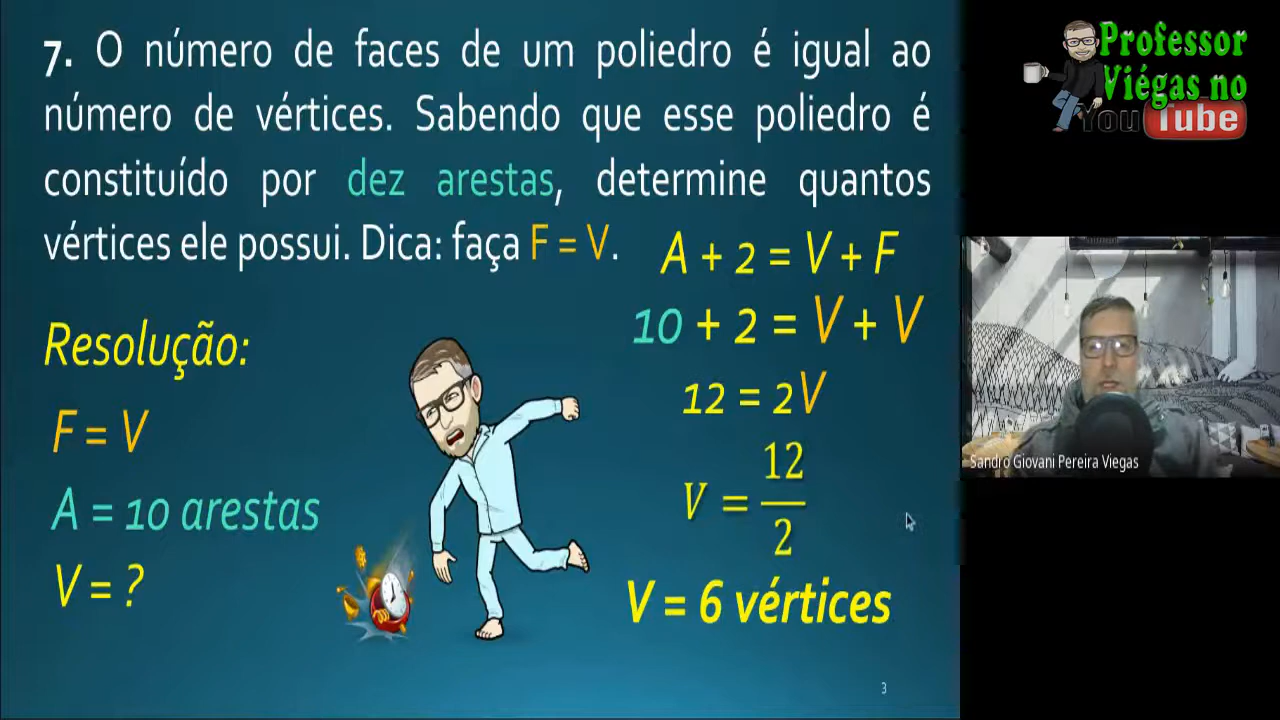 7. O número de faces de um poliedro é igual ao
número de vértices. Sabendo que esse poliedro é
constituído por dez arestas, determine quantos
vértices ele possui. Dica: faça F = V.
A + 2 = V + F
10 + 2 = V + V
12 = 2V
V = 12/2
V = 6 vértices
Resolução:
F = V
A = 10 arestas
V = ?
3
Professor
Viégas no
YouTube
Sandro Giovani Pereira Viegas